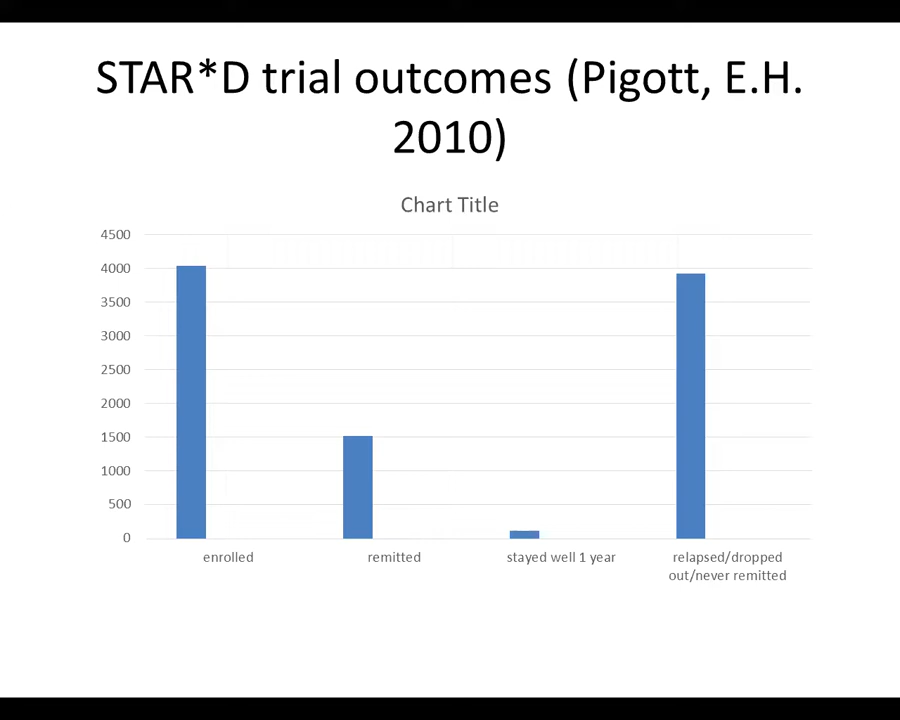 STAR*D trial outcomes (Pigott, E.H.
2010)
Chart Title
4500
4000
3500
3000
2500
2000
1500
1000
500
0
enrolled
remitted
stayed well 1 year
relapsed/dropped
out/never remitted